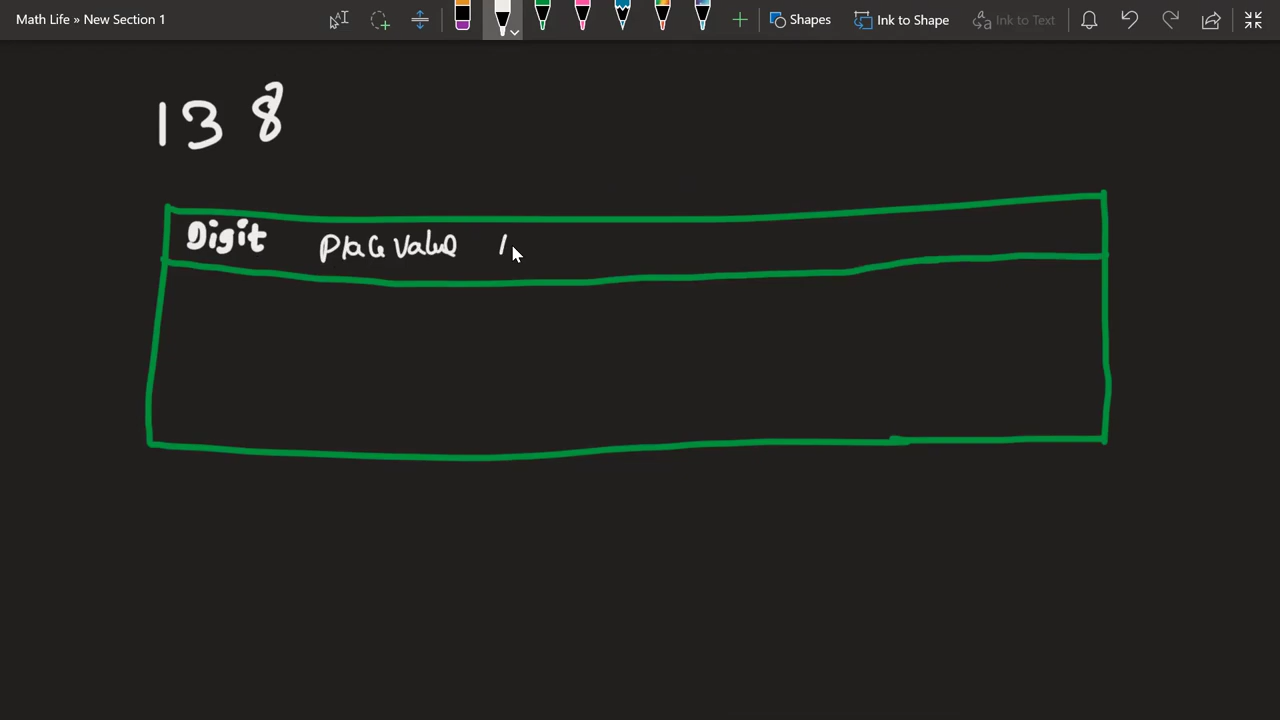 Math Life » New Section 1
Shapes
Ink to Shape
Ink to Text
138
Digit Place Value